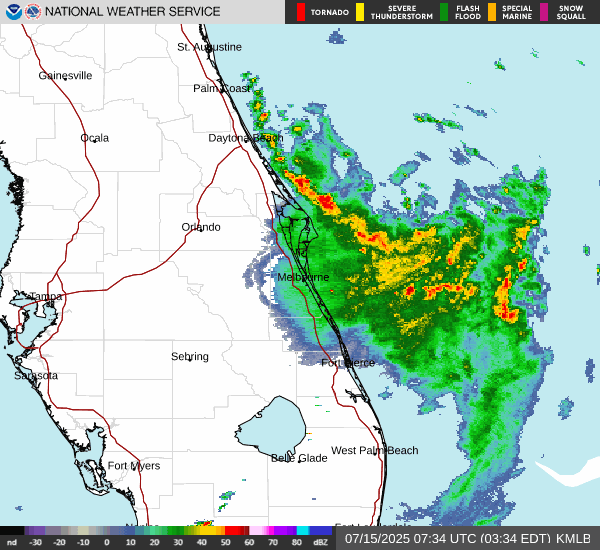 NATIONAL WEATHER SERVICE
TORNADO
SEVERE
THUNDERSTORM
FLASH
FLOOD
SPECIAL
MARINE
SNOW
SQUALL
St. Augustine
Gainesville
Palm Coast
Ocala
Daytona Beach
Orlando
Melbourne
Tampa
Sebring
Fort Pierce
Sarasota
West Palm Beach
Belle Glade
Fort Myers
nd -30 -20 -10 0 10 20 30 40 50 60 70 80 dBZ
07/15/2025 07:34 UTC (03:34 EDT) KMLB